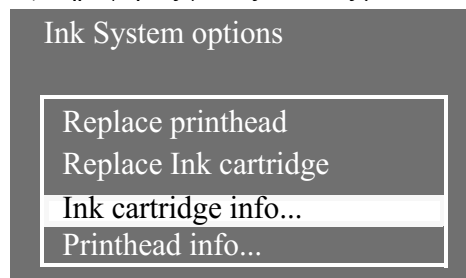 Ink System options
Replace printhead
Replace Ink cartridge
Ink cartridge info...
Printhead info...